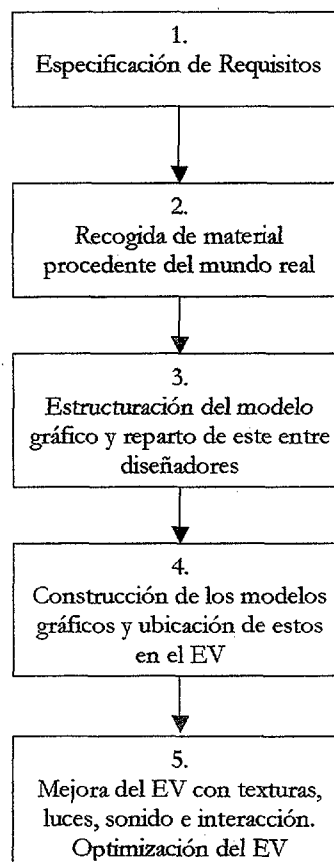 1.
Especificación de Requisitos
2.
Recogida de material
procedente del mundo real
3.
Estructuración del modelo
gráfico y reparto de este entre
diseñadores
4.
Construcción de los modelos
gráficos y ubicación de estos
en el EV
5.
Mejora del EV con texturas,
luces, sonido e interacción.
Optimización del EV